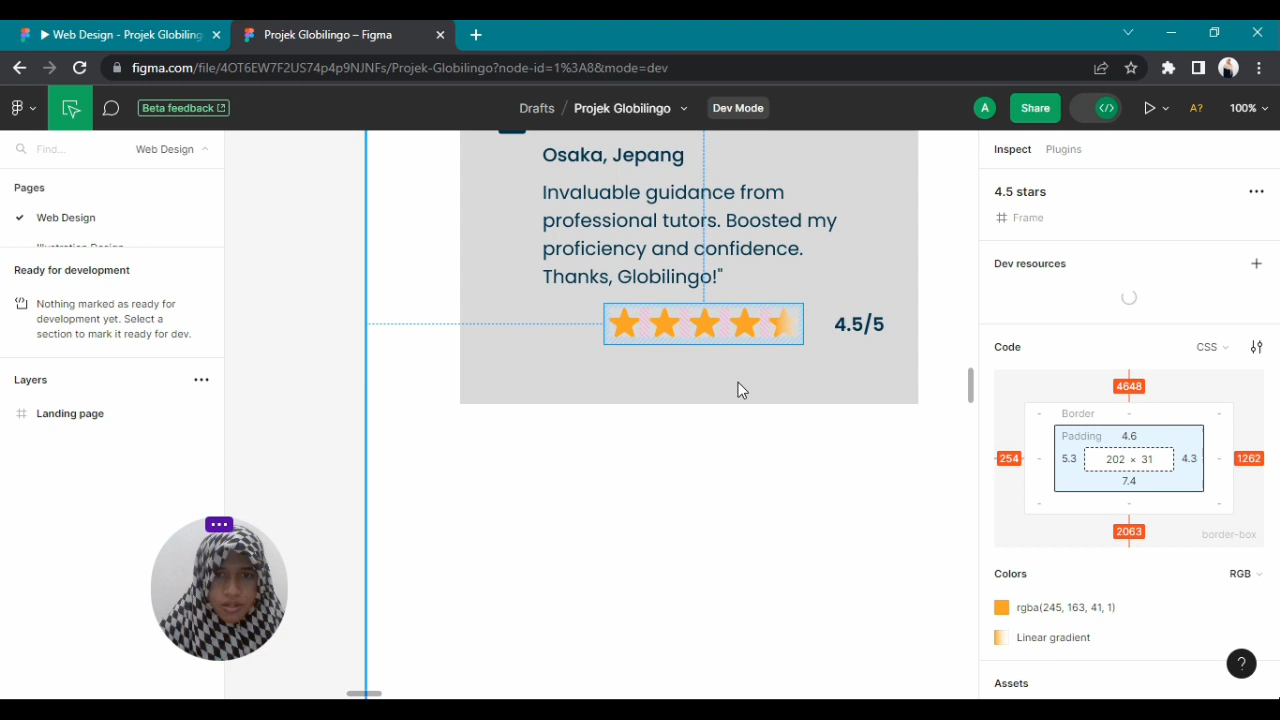 Web Design - Projek Globiling
Projek Globilingo – Figma
figma.com/file/4OT6EW7F2US74p4p9NJNFs/Projek-Globilingo?node-id=1%3A8&mode=dev
Beta feedback
Drafts / Projek Globilingo
Dev Mode
A
Share
A?
100%
Find...
Web Design
Pages
Web Design
Illustration Design
Ready for development
Nothing marked as ready for
development yet. Select a
section to mark it ready for dev.
Layers
Landing page
Osaka, Jepang
Invaluable guidance from
professional tutors. Boosted my
proficiency and confidence.
Thanks, Globilingo!"
4.5/5
Inspect
Plugins
4.5 stars
Frame
Dev resources
Code
CSS
4648
Border
-
Padding
4.6
254
5.3
202 × 31
4.3
1262
7.4
2063
border-box
Colors
RGB
rgba(245, 163, 41, 1)
Linear gradient
Assets
?